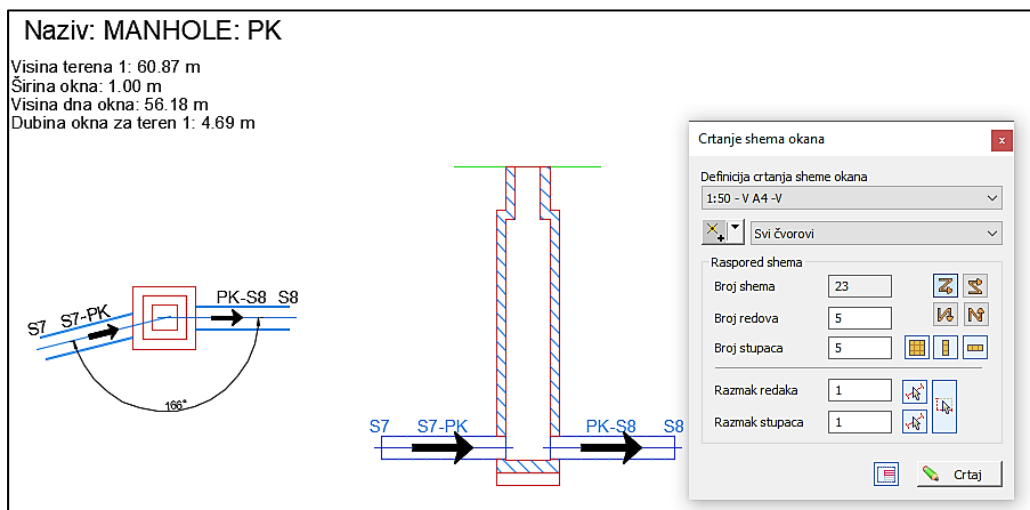 Naziv: MANHOLE: PK
Visina terena 1: 60.87 m
Širina okna: 1.00 m
Visina dna okna: 56.18 m
Dubina okna za teren 1: 4.69 m
S7 S7-PK
PK-S8 S8
166°
S7 S7-PK
PK-S8 S8
Crtanje shema okana
x
Definicija crtanja sheme okana
1:50 - V A4 -V
Svi čvorovi
Raspored shema
Broj shema 23
Broj redova 5
Broj stupaca 5
Razmak redaka 1
Razmak stupaca 1
Crtaj